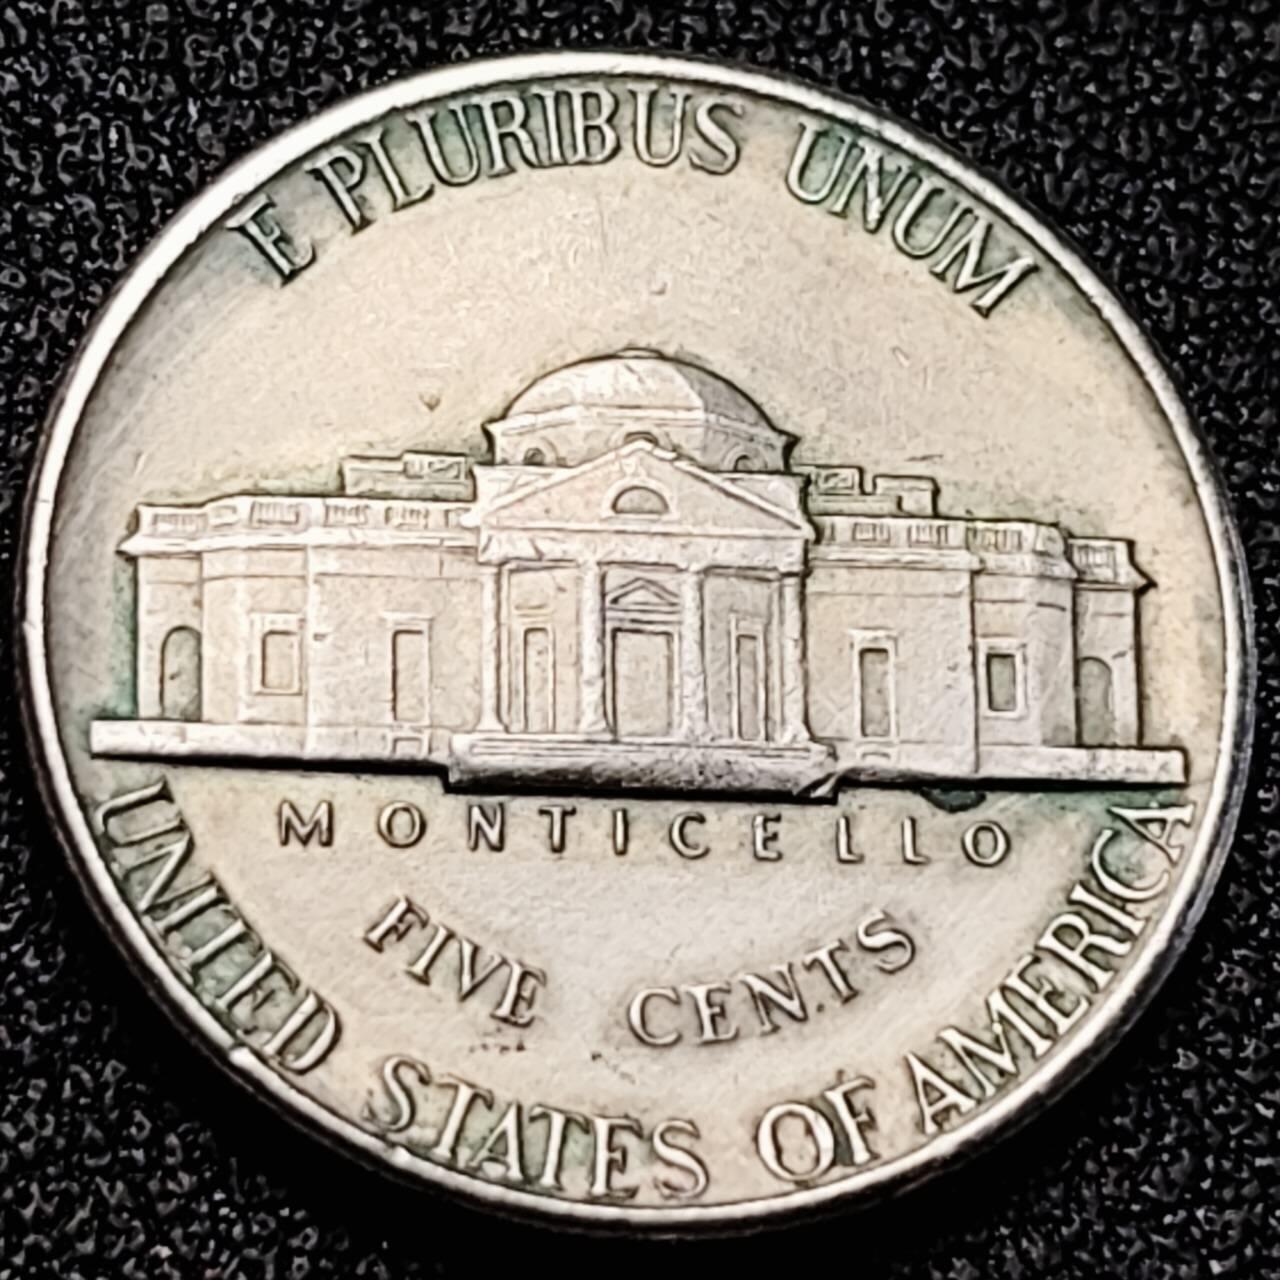 E PLURIBUS UNUM
MONTICELLO
FIVE CENTS
UNITED STATES OF AMERICA